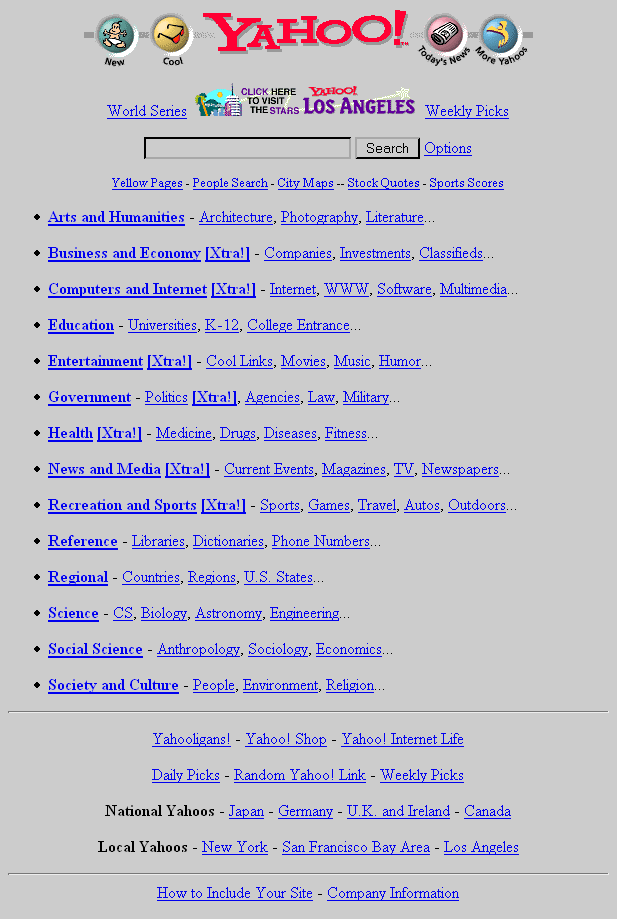 New
Cool
YAHOO!
Today's News
More Yahoos
World Series
CLICK HERE
TO VISIT
THE STARS
YAHOO!
LOS ANGELES
Weekly Picks
Search
Options
Yellow Pages - People Search - City Maps -- Stock Quotes - Sports Scores
Arts and Humanities - Architecture, Photography, Literature...
Business and Economy [Xtra!] - Companies, Investments, Classifieds...
Computers and Internet [Xtra!] - Internet, WWW, Software, Multimedia...
Education - Universities, K-12, College Entrance...
Entertainment [Xtra!] - Cool Links, Movies, Music, Humor...
Government - Politics [Xtra!], Agencies, Law, Military...
Health [Xtra!] - Medicine, Drugs, Diseases, Fitness...
News and Media [Xtra!] - Current Events, Magazines, TV, Newspapers...
Recreation and Sports [Xtra!] - Sports, Games, Travel, Autos, Outdoors...
Reference - Libraries, Dictionaries, Phone Numbers...
Regional - Countries, Regions, U.S. States...
Science - CS, Biology, Astronomy, Engineering...
Social Science - Anthropology, Sociology, Economics...
Society and Culture - People, Environment, Religion...
Yahooligans! - Yahoo! Shop - Yahoo! Internet Life
Daily Picks - Random Yahoo! Link - Weekly Picks
National Yahoos - Japan - Germany - U.K. and Ireland - Canada
Local Yahoos - New York - San Francisco Bay Area - Los Angeles
How to Include Your Site - Company Information